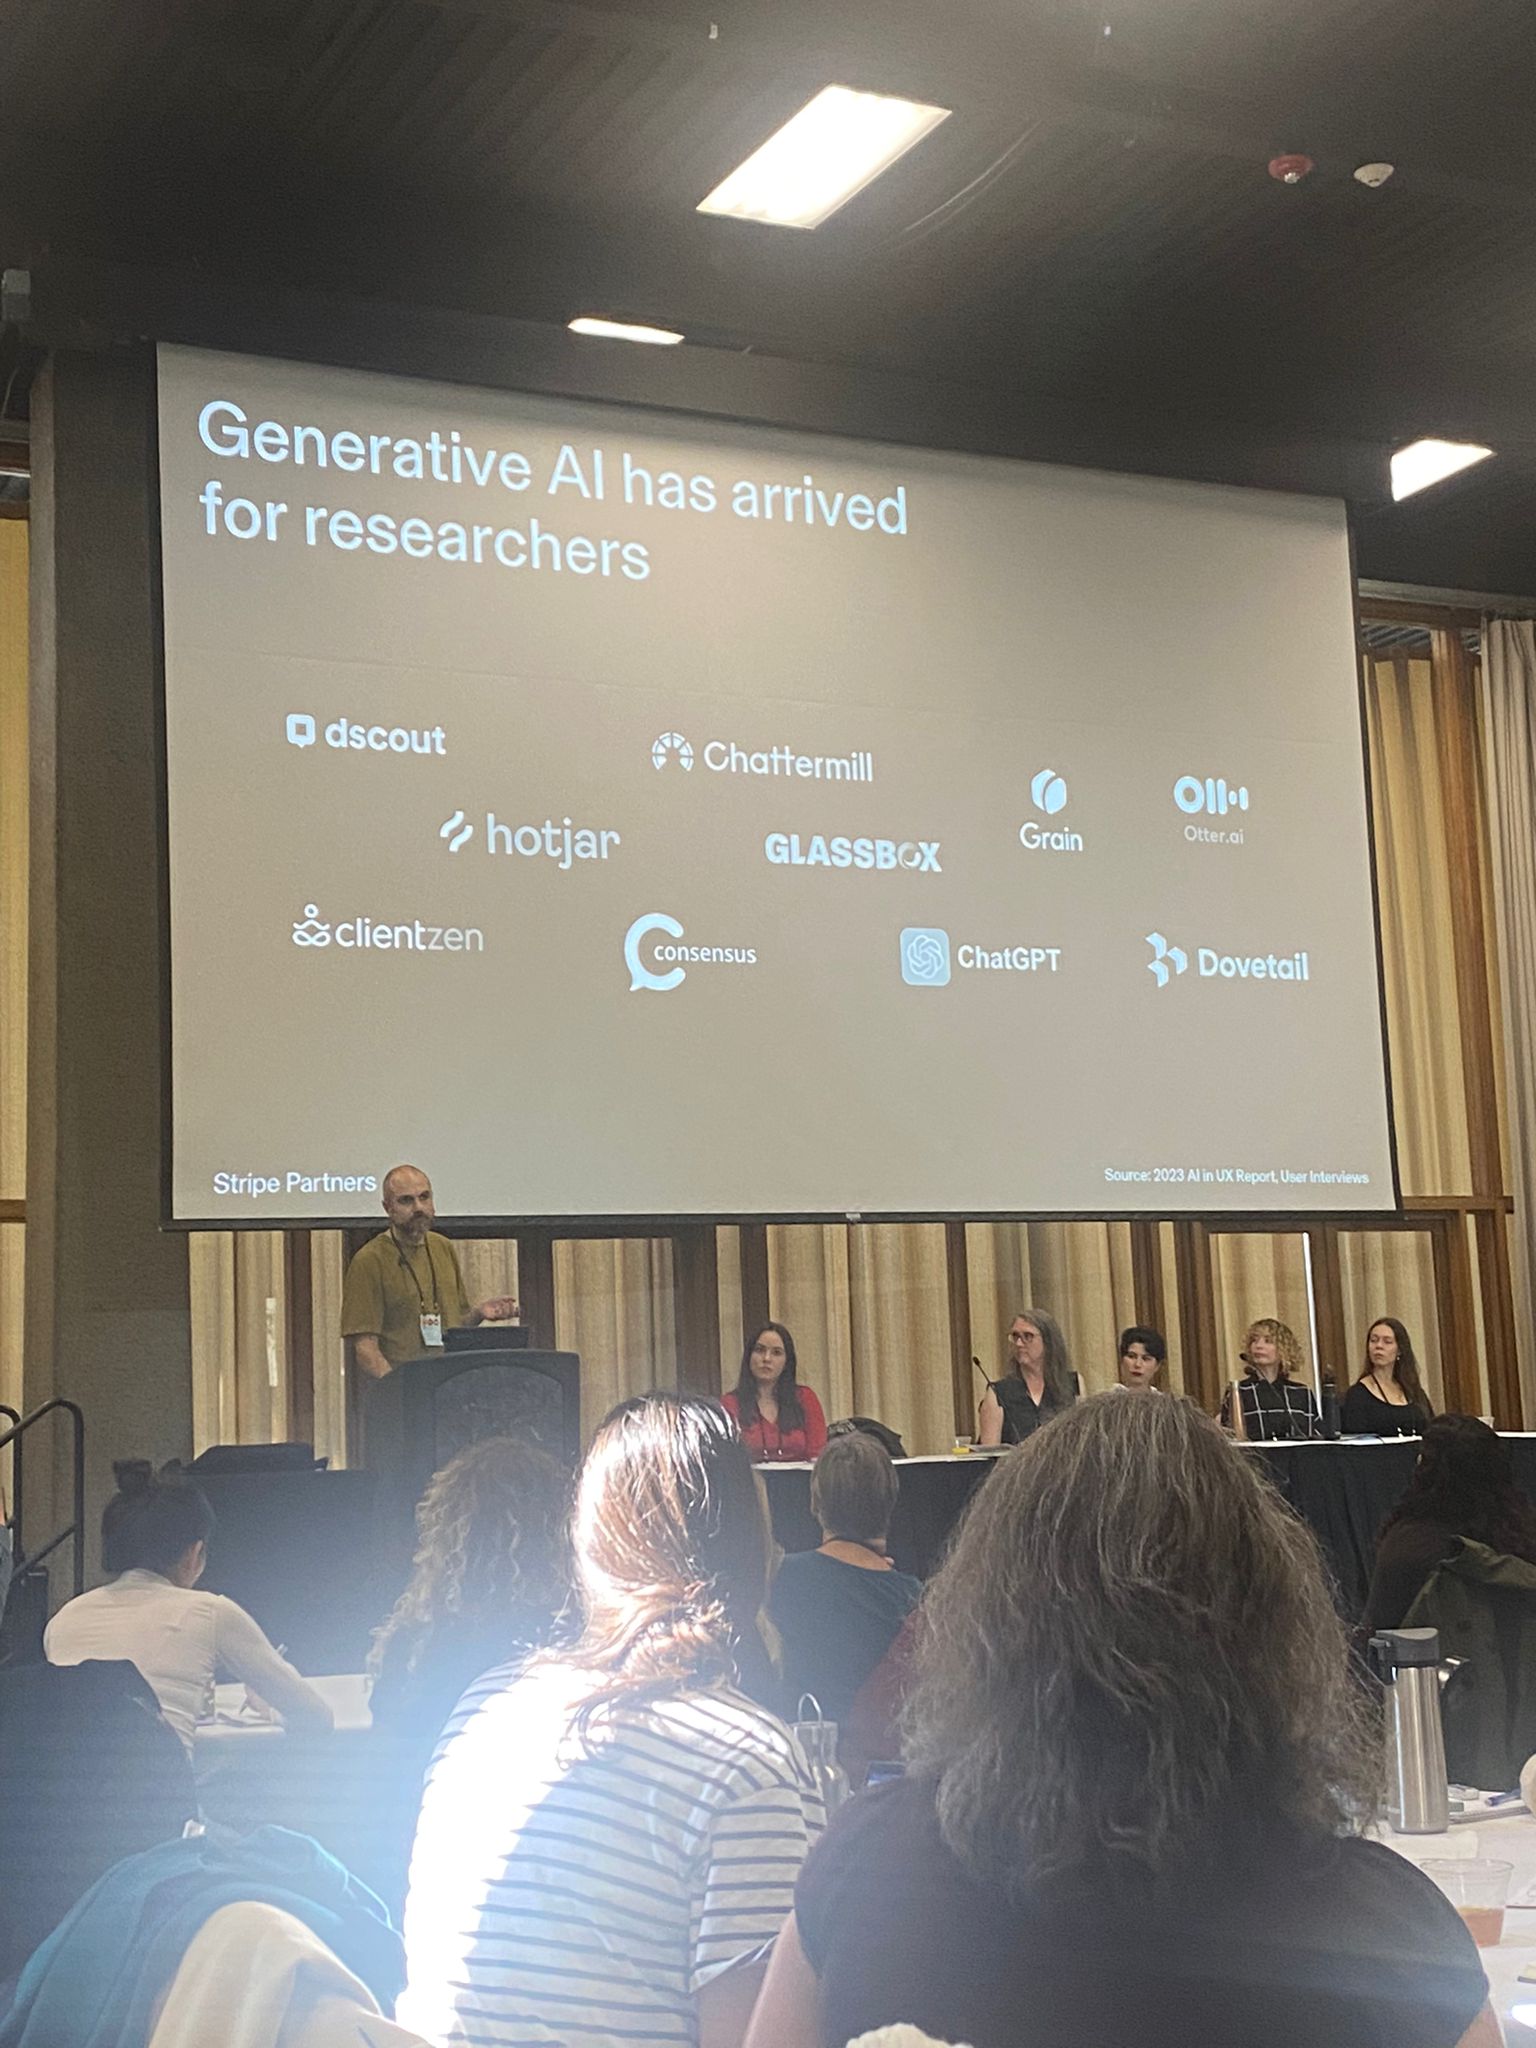 Generative AI has arrived
for researchers
dscout
Chattermill
Grain
Otter.ai
hotjar
GLASSBOX
clientzen
Consensus
ChatGPT
Dovetail
Stripe Partners
Source: 2023 AI in UX Report, User Interviews